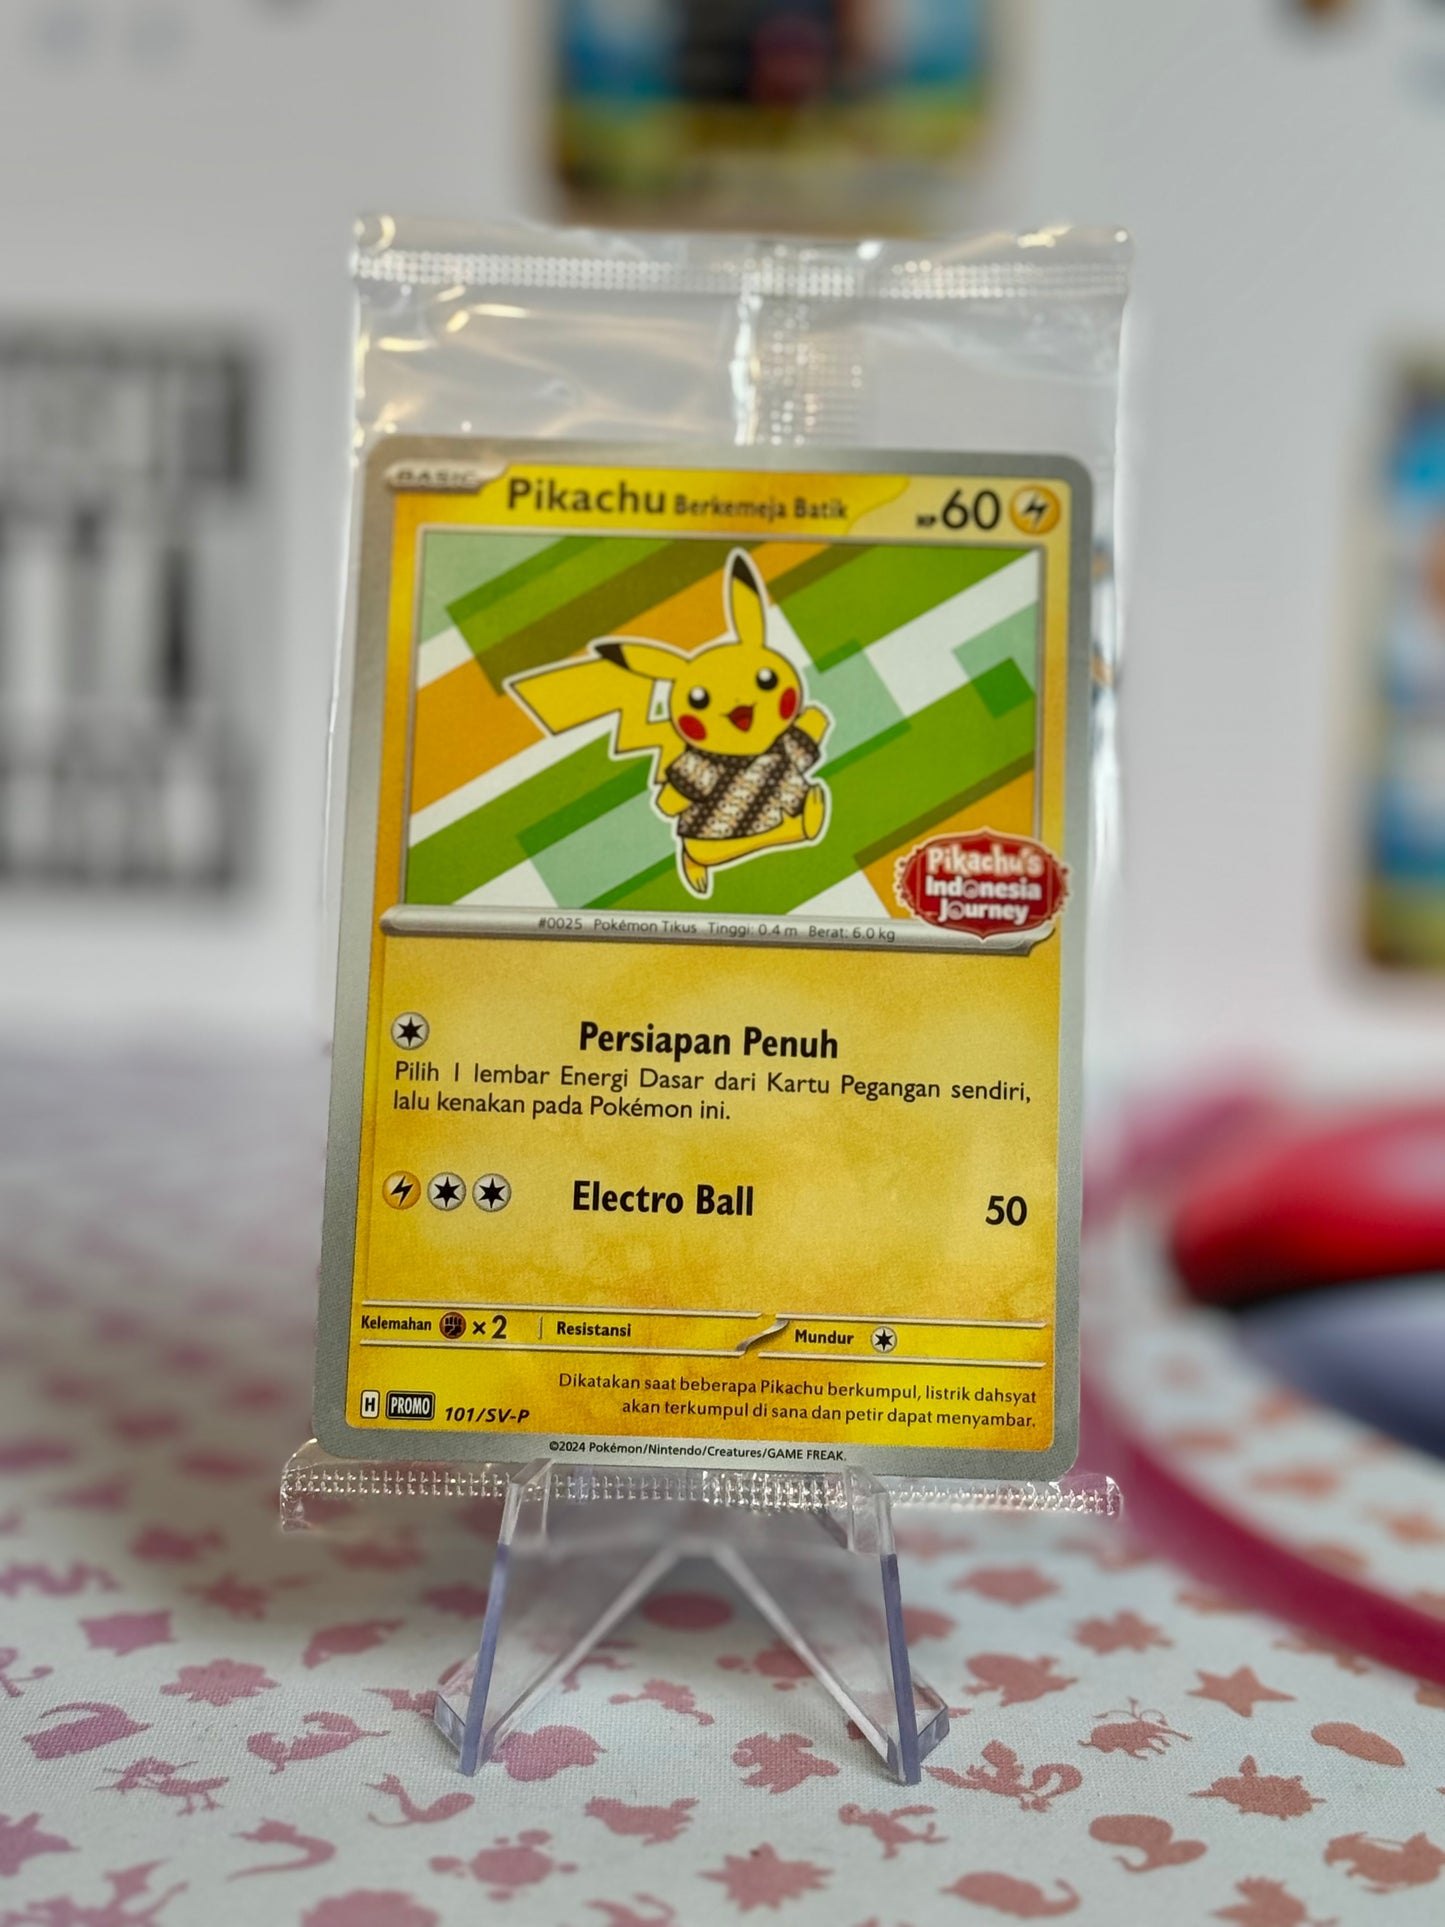 BASIC
Pikachu Berkemeja Batik HP 60
Pikachu's
Indonesia
Journey
#0025 Pokémon Tikus Tinggi: 0.4 m Berat: 6.0 kg
Persiapan Penuh
Pilih 1 lembar Energi Dasar dari Kartu Pegangan sendiri,
lalu kenakan pada Pokémon ini.
Electro Ball 50
Kelemahan ×2 Resistansi Mundur
Dikatakan saat beberapa Pikachu berkumpul, listrik dahsyat
akan terkumpul di sana dan petir dapat menyambar.
H PROMO 101/SV-P
©2024 Pokémon/Nintendo/Creatures/GAME FREAK.